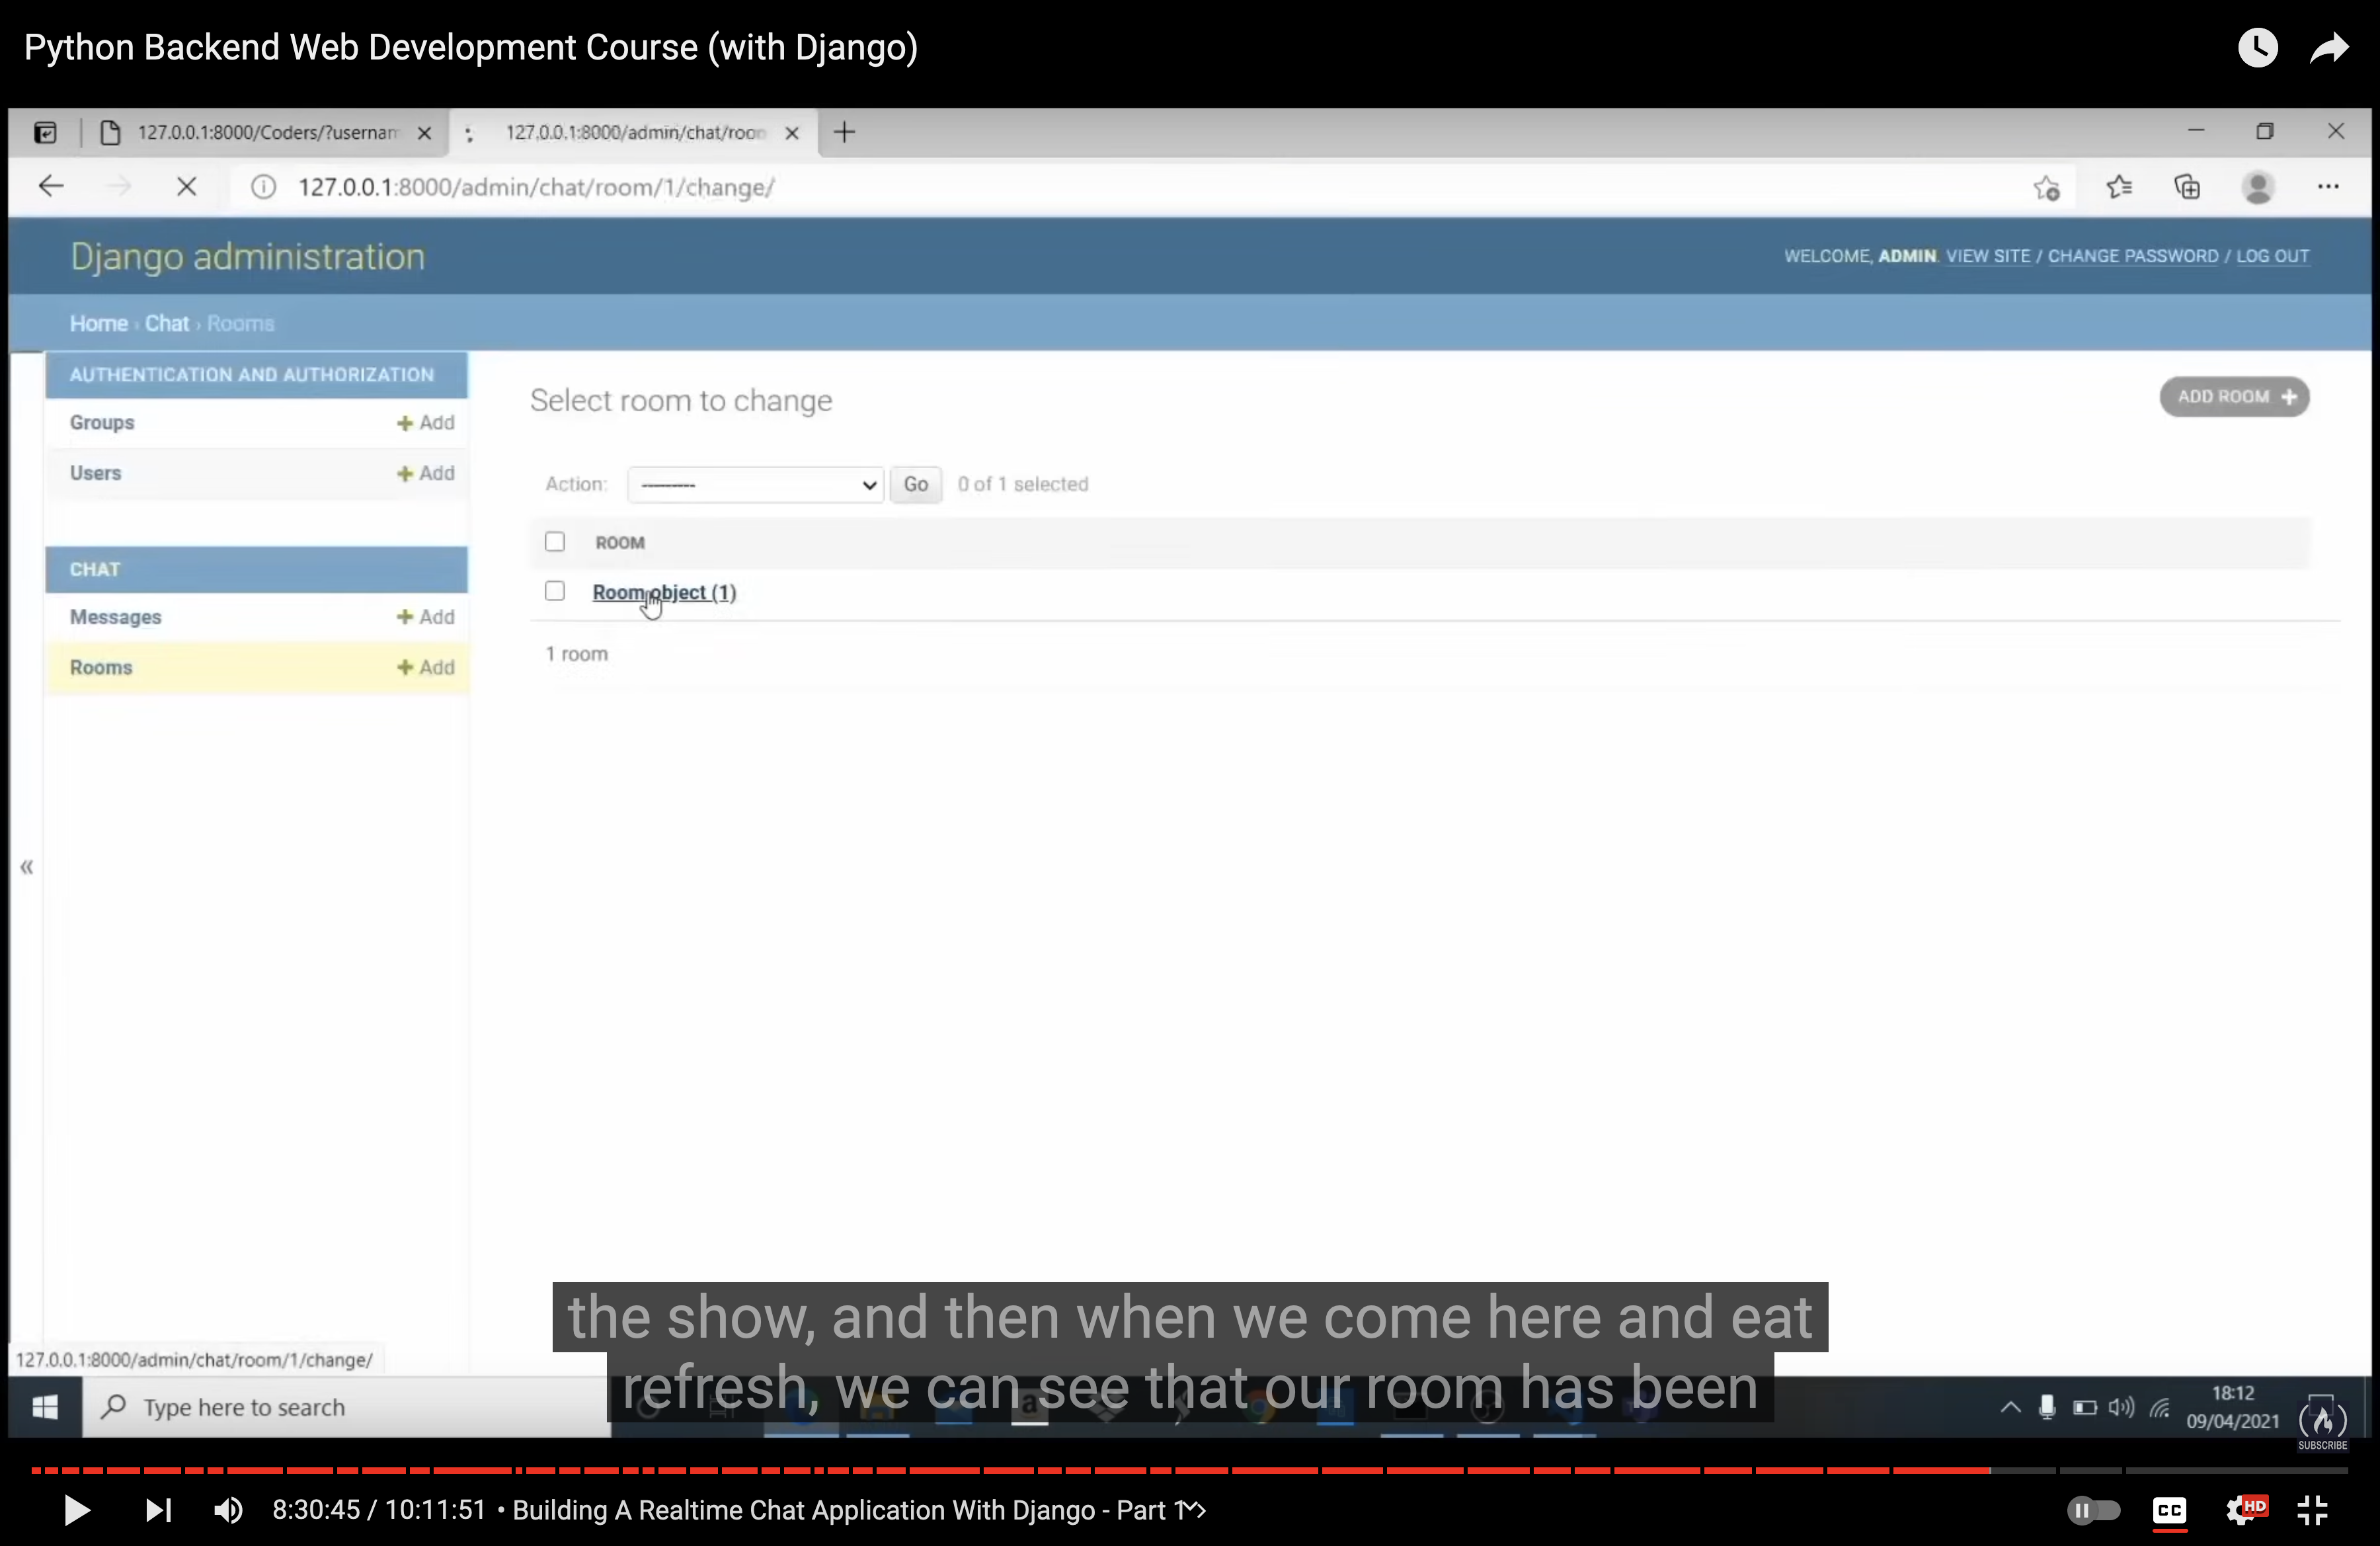 Python Backend Web Development Course (with Django)
127.0.0.1:8000/Coders/?usernam
127.0.0.1:8000/admin/chat/roon
127.0.0.1:8000/admin/chat/room/1/change/
Django administration
WELCOME, ADMIN. VIEW SITE / CHANGE PASSWORD / LOG OUT
Home › Chat › Rooms
AUTHENTICATION AND AUTHORIZATION
Groups + Add
Users + Add
CHAT
Messages + Add
Rooms + Add
Select room to change
ADD ROOM +
Action: --------- Go 0 of 1 selected
ROOM
Room object (1)
1 room
«
the show, and then when we come here and eat
refresh, we can see that our room has been
127.0.0.1:8000/admin/chat/room/1/change/
Type here to search
a
18:12
09/04/2021
SUBSCRIBE
8:30:45 / 10:11:51 • Building A Realtime Chat Application With Django - Part 1
CC
HD